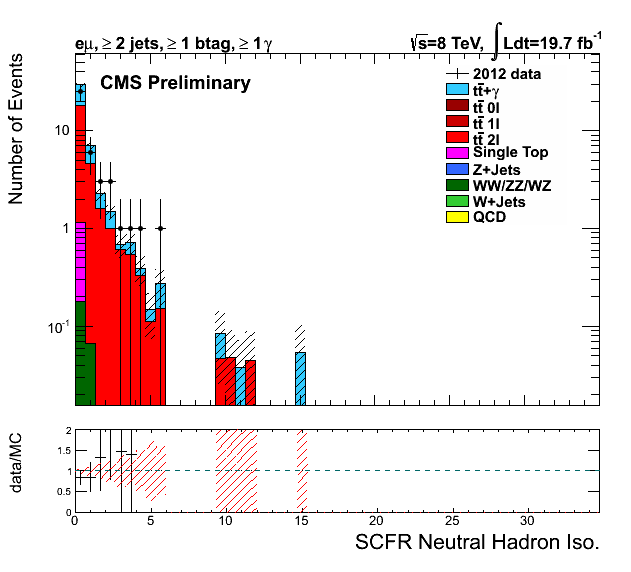 eμ, ≥ 2 jets, ≥ 1 btag, ≥ 1 γ
√s=8 TeV, ∫ Ldt=19.7 fb⁻¹
CMS Preliminary
Number of Events
10
1
10⁻¹
2012 data
tt̄+γ
tt̄ 0l
tt̄ 1l
tt̄ 2l
Single Top
Z+Jets
WW/ZZ/WZ
W+Jets
QCD
data/MC
2
1.5
1
0.5
0
0 5 10 15 20 25 30
SCFR Neutral Hadron Iso.